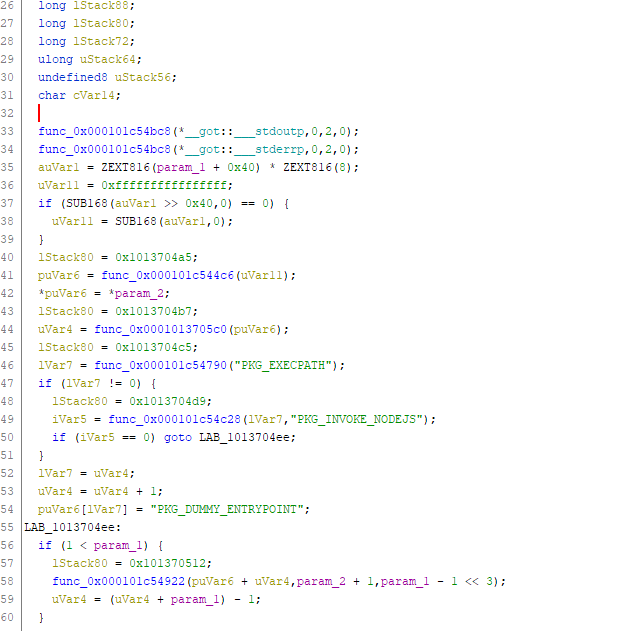 26 long lStack88;
27 long lStack80;
28 long lStack72;
29 ulong uStack64;
30 undefined8 uStack56;
31 char cVar14;
32
33 func_0x000101c54bc8(*__got::___stdoutp,0,2,0);
34 func_0x000101c54bc8(*__got::___stderrp,0,2,0);
35 auVar1 = ZEXT816(param_1 + 0x40) * ZEXT816(8);
36 uVar11 = 0xffffffffffffffff;
37 if (SUB168(auVar1 >> 0x40,0) == 0) {
38 uVar11 = SUB168(auVar1,0);
39 }
40 lStack80 = 0x1013704a5;
41 puVar6 = func_0x000101c544c6(uVar11);
42 *puVar6 = *param_2;
43 lStack80 = 0x1013704b7;
44 uVar4 = func_0x0001013705c0(puVar6);
45 lStack80 = 0x1013704c5;
46 lVar7 = func_0x000101c54790("PKG_EXECPATH");
47 if (lVar7 != 0) {
48 lStack80 = 0x1013704d9;
49 iVar5 = func_0x000101c54c28(lVar7,"PKG_INVOKE_NODEJS");
50 if (iVar5 == 0) goto LAB_1013704ee;
51 }
52 lVar7 = uVar4;
53 uVar4 = uVar4 + 1;
54 puVar6[lVar7] = "PKG_DUMMY_ENTRYPOINT";
55 LAB_1013704ee:
56 if (1 < param_1) {
57 lStack80 = 0x101370512;
58 func_0x000101c54922(puVar6 + uVar4,param_2 + 1,param_1 - 1 << 3);
59 uVar4 = (uVar4 + param_1) - 1;
60 }